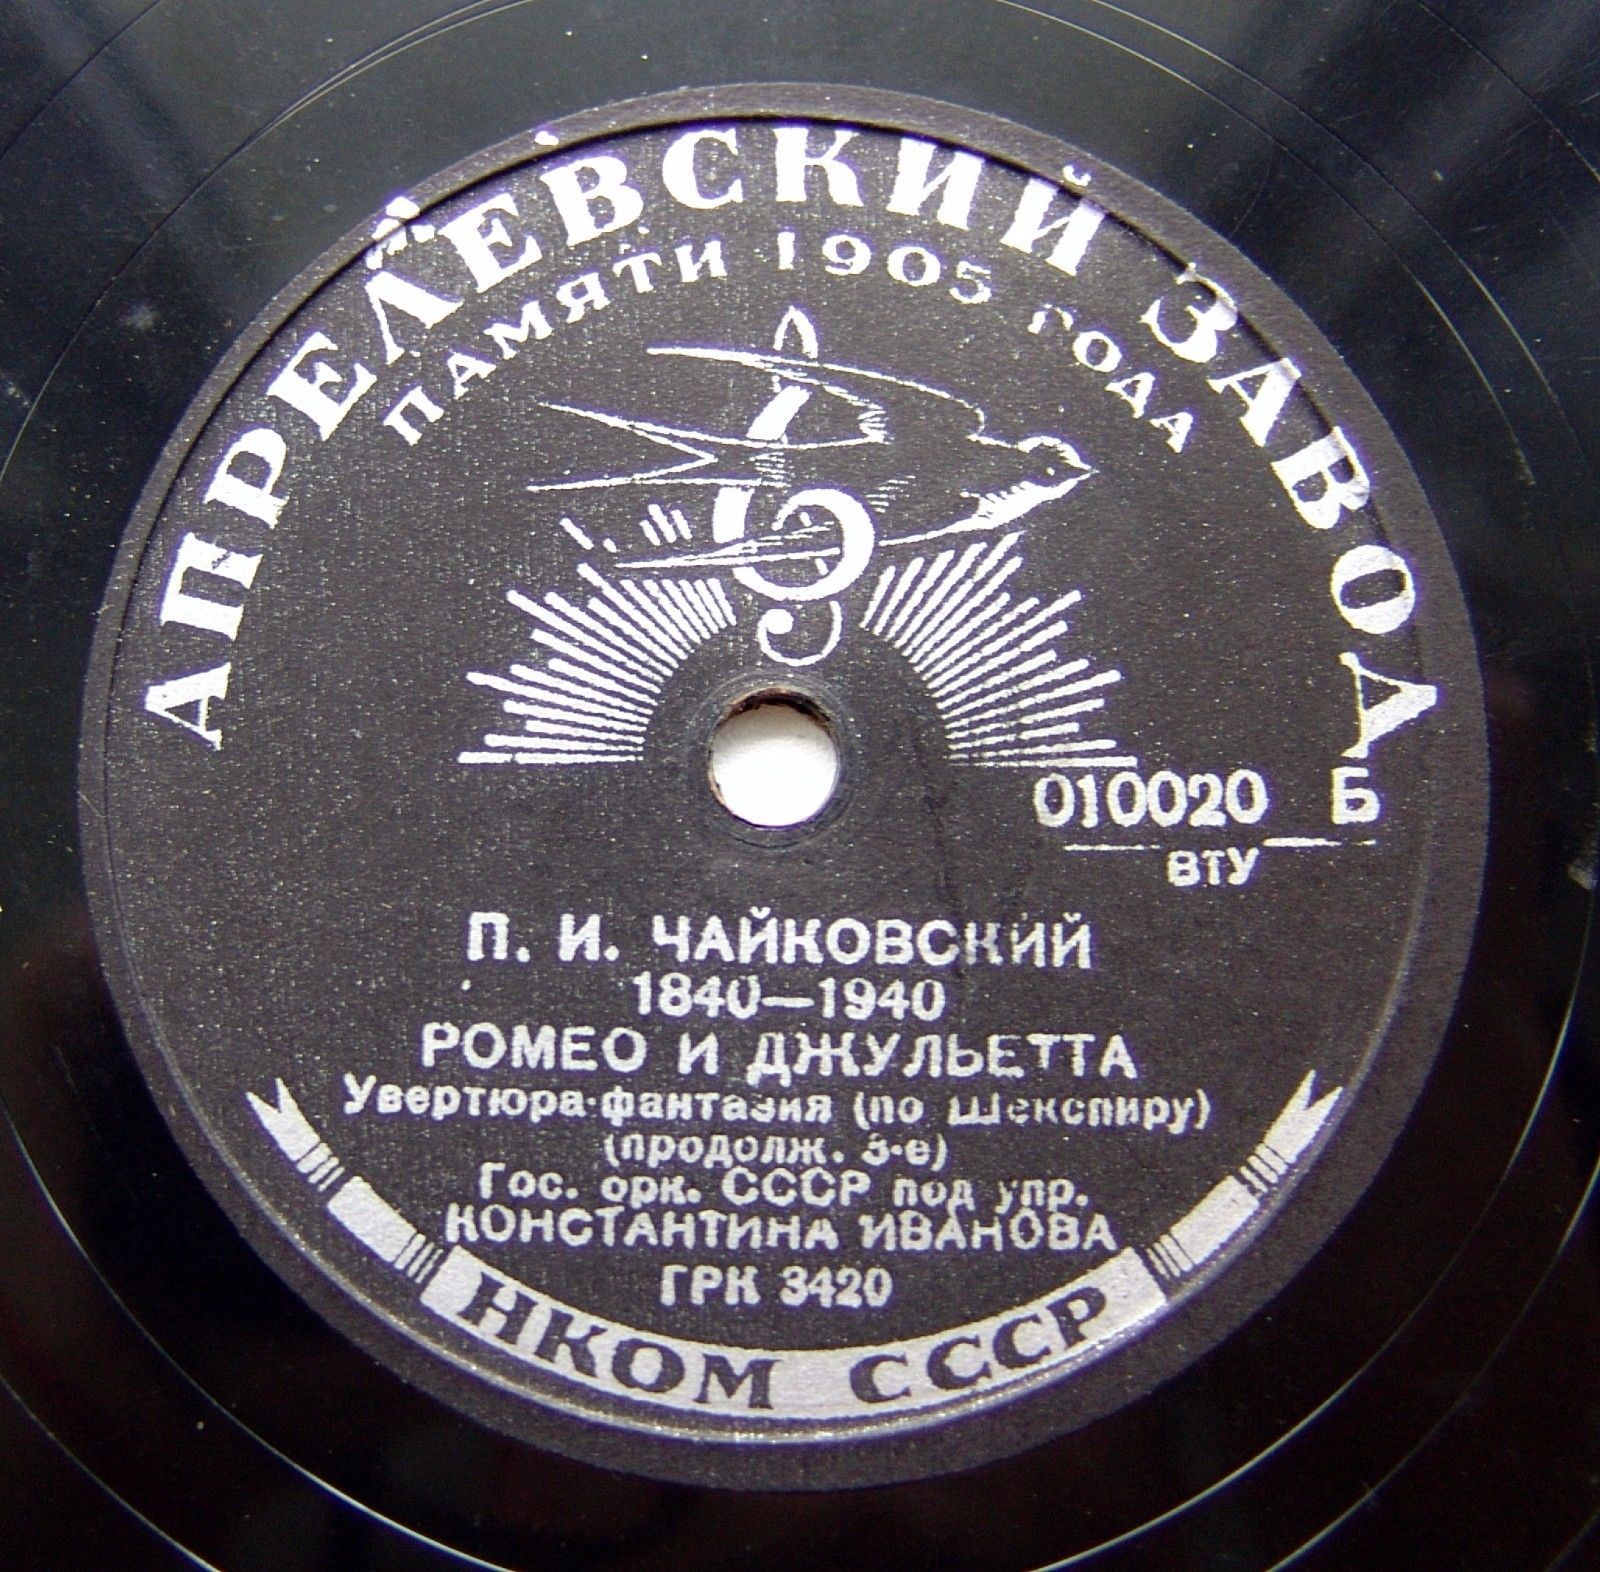 АПРЕЛЕВСКИЙ ЗАВОД
ПАМЯТИ 1905 ГОДА
010020 Б
ВТУ
П. И. ЧАЙКОВСКИЙ
1840—1940
РОМЕО И ДЖУЛЬЕТТА
Увертюра-фантазия (по Шекспиру)
(продолж. 3-е)
Гос. орк. СССР под упр.
КОНСТАНТИНА ИВАНОВА
ГРК 3420
НКОМ СССР